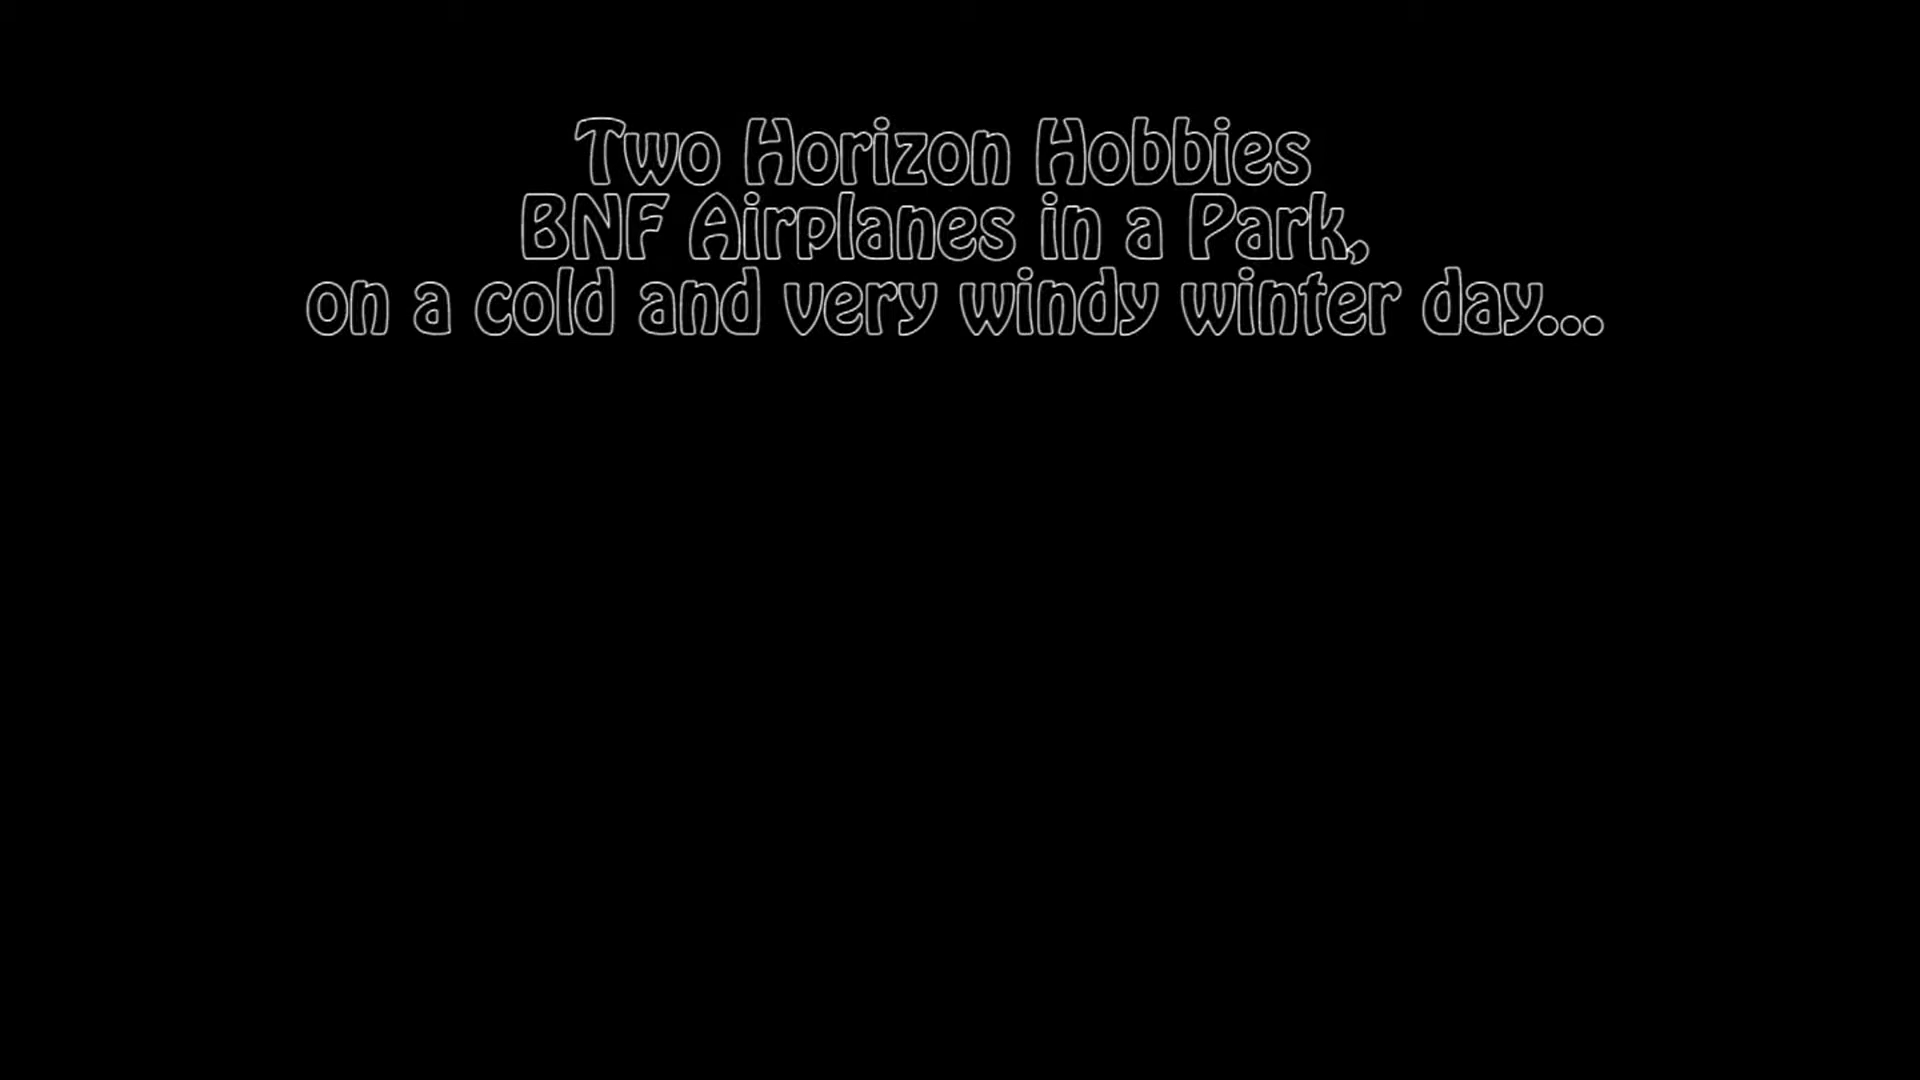 Two Horizon Hobbies
BNF Airplanes in a Park,
on a cold and very windy winter day...